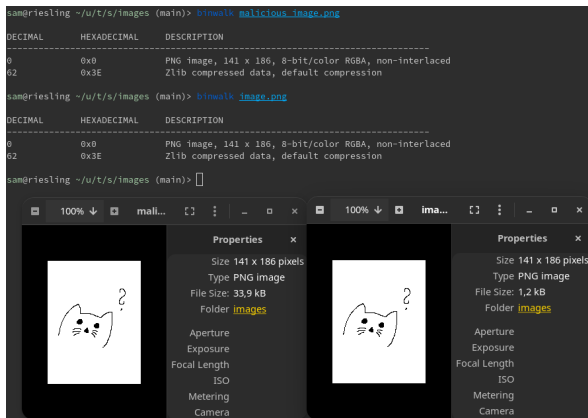 sam@riesling ~/u/t/s/images (main)> binwalk malicious_image.png
DECIMAL HEXADECIMAL DESCRIPTION
--------------------------------------------------------------------------------
0 0x0 PNG image, 141 x 186, 8-bit/color RGBA, non-interlaced
62 0x3E Zlib compressed data, default compression
sam@riesling ~/u/t/s/images (main)> binwalk image.png
DECIMAL HEXADECIMAL DESCRIPTION
--------------------------------------------------------------------------------
0 0x0 PNG image, 141 x 186, 8-bit/color RGBA, non-interlaced
62 0x3E Zlib compressed data, default compression
sam@riesling ~/u/t/s/images (main)>
100% mali...
Properties
Size 141 x 186 pixels
Type PNG image
File Size: 33,9 kB
Folder images
Aperture
Exposure
Focal Length
ISO
Metering
Camera
?
100% ima...
Properties
Size 141 x 186 pixels
Type PNG image
File Size: 1,2 kB
Folder images
Aperture
Exposure
Focal Length
ISO
Metering
Camera
?